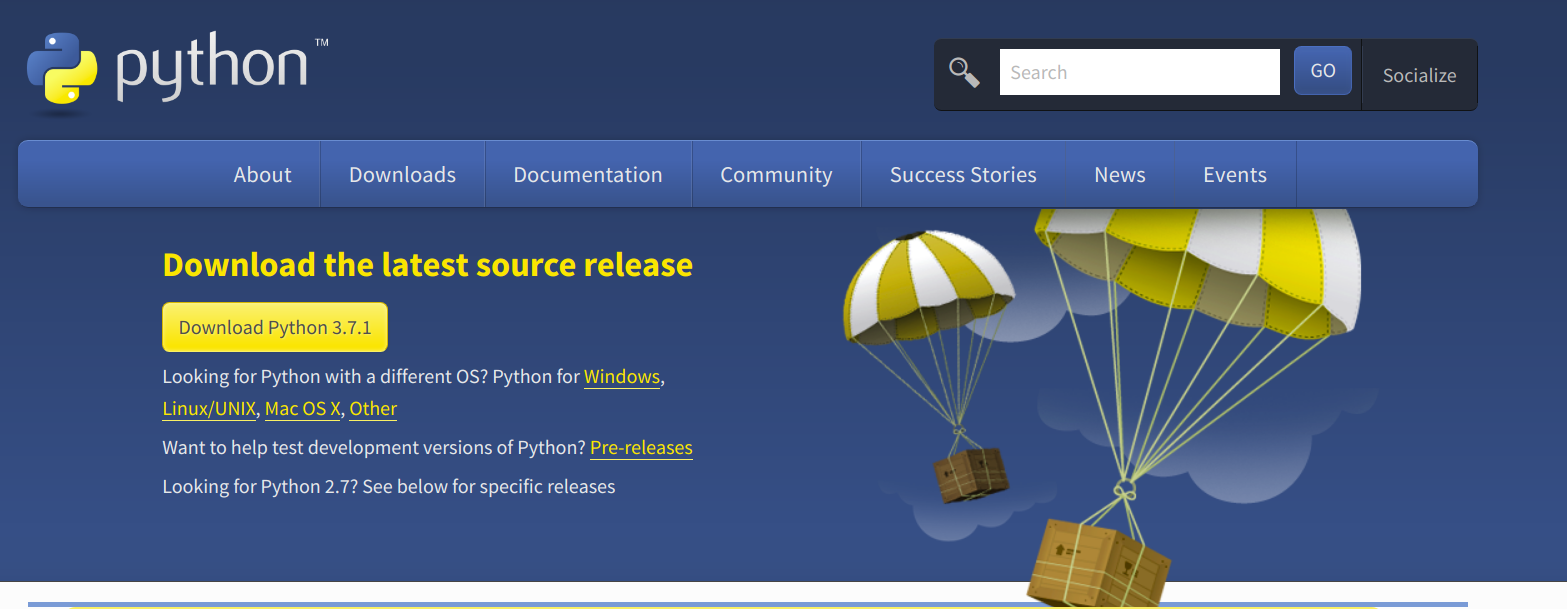 python™
Search
GO
Socialize
About
Downloads
Documentation
Community
Success Stories
News
Events
Download the latest source release
Download Python 3.7.1
Looking for Python with a different OS? Python for Windows,
Linux/UNIX, Mac OS X, Other
Want to help test development versions of Python? Pre-releases
Looking for Python 2.7? See below for specific releases